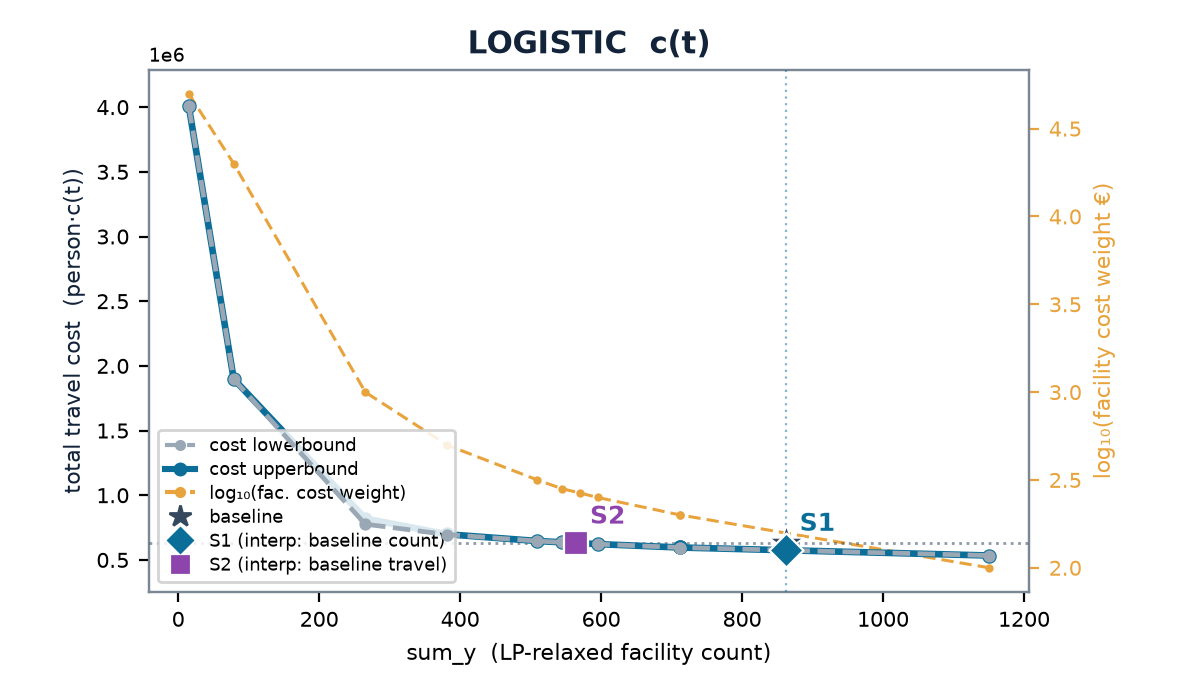 LOGISTIC c(t)
1e6
4.0
3.5
3.0
2.5
2.0
1.5
1.0
0.5
total travel cost (person·c(t))
4.5
4.0
3.5
3.0
2.5
2.0
log₁₀(facility cost weight €)
S2
S1
cost lowerbound
cost upperbound
log₁₀(fac. cost weight)
baseline
S1 (interp: baseline count)
S2 (interp: baseline travel)
0
200
400
600
800
1000
1200
sum_y (LP-relaxed facility count)